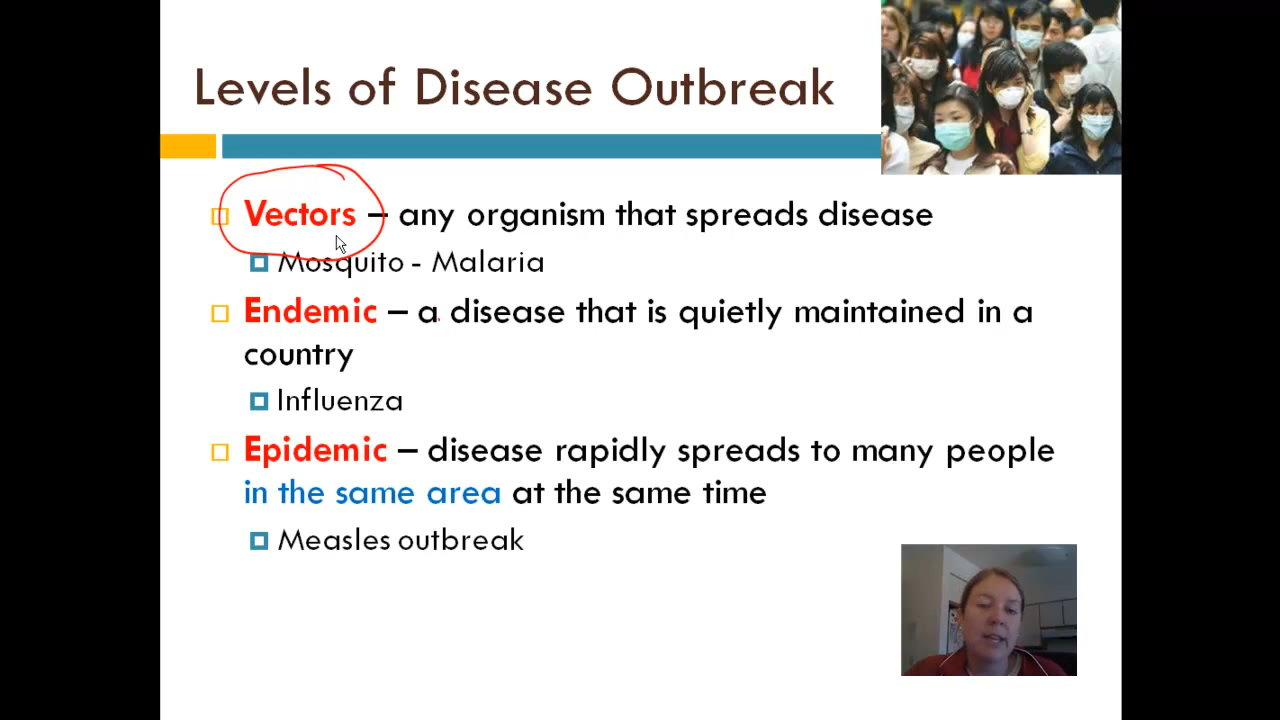 Levels of Disease Outbreak
Vectors – any organism that spreads disease
Mosquito - Malaria
Endemic – a disease that is quietly maintained in a
country
Influenza
Epidemic – disease rapidly spreads to many people
in the same area at the same time
Measles outbreak